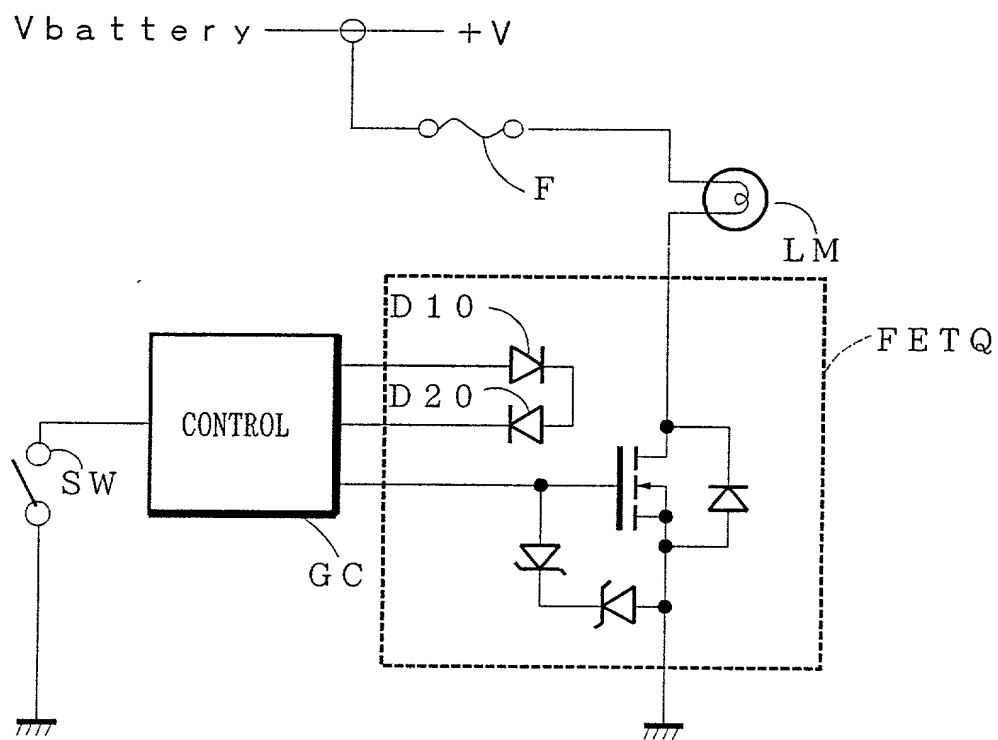 Vbattery
+V
F
LM
D10
FETQ
D20
CONTROL
SW
GC